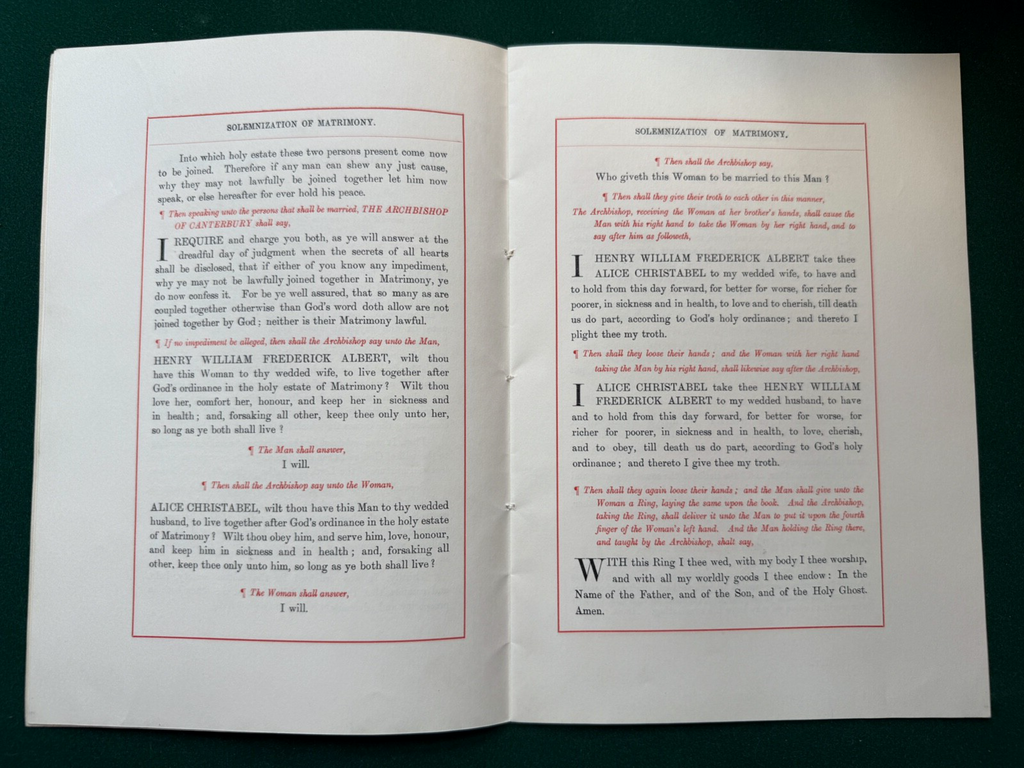 SOLEMNIZATION OF MATRIMONY.
Into which holy estate these two persons present come now
to be joined. Therefore if any man can shew any just cause,
why they may not lawfully be joined together let him now
speak, or else hereafter for ever hold his peace.
¶ Then speaking unto the persons that shall be married, THE ARCHBISHOP
OF CANTERBURY shall say,
I REQUIRE and charge you both, as ye will answer at the
dreadful day of judgment when the secrets of all hearts
shall be disclosed, that if either of you know any impediment,
why ye may not be lawfully joined together in Matrimony, ye
do now confess it. For be ye well assured, that so many as are
coupled together otherwise than God's word doth allow are not
joined together by God; neither is their Matrimony lawful.
¶ If no impediment be alleged, then shall the Archbishop say unto the Man,
HENRY WILLIAM FREDERICK ALBERT, wilt thou
have this Woman to thy wedded wife, to live together after
God's ordinance in the holy estate of Matrimony? Wilt thou
love her, comfort her, honour, and keep her in sickness and
in health; and, forsaking all other, keep thee only unto her,
so long as ye both shall live?
¶ The Man shall answer,
I will.
¶ Then shall the Archbishop say unto the Woman,
ALICE CHRISTABEL, wilt thou have this Man to thy wedded
husband, to live together after God's ordinance in the holy estate
of Matrimony? Wilt thou obey him, and serve him, love, honour,
and keep him in sickness and in health; and, forsaking all
other, keep thee only unto him, so long as ye both shall live?
¶ The Woman shall answer,
I will.
SOLEMNIZATION OF MATRIMONY.
¶ Then shall the Archbishop say,
Who giveth this Woman to be married to this Man?
¶ Then shall they give their troth to each other in this manner,
The Archbishop, receiving the Woman at her brother's hands, shall cause the
Man with his right hand to take the Woman by her right hand, and to
say after him as followeth,
I HENRY WILLIAM FREDERICK ALBERT take thee
ALICE CHRISTABEL to my wedded wife, to have and
to hold from this day forward, for better for worse, for richer for
poorer, in sickness and in health, to love and to cherish, till death
us do part, according to God's holy ordinance; and thereto I
plight thee my troth.
¶ Then shall they loose their hands; and the Woman with her right hand
taking the Man by his right hand, shall likewise say after the Archbishop,
I ALICE CHRISTABEL take thee HENRY WILLIAM
FREDERICK ALBERT to my wedded husband, to have
and to hold from this day forward, for better for worse, for
richer for poorer, in sickness and in health, to love, cherish,
and to obey, till death us do part, according to God's holy
ordinance; and thereto I give thee my troth.
¶ Then shall they again loose their hands; and the Man shall give unto the
Woman a Ring, laying the same upon the book. And the Archbishop,
taking the Ring, shall deliver it unto the Man to put it upon the fourth
finger of the Woman's left hand. And the Man holding the Ring there,
and taught by the Archbishop, shall say,
WITH this Ring I thee wed, with my body I thee worship,
and with all my worldly goods I thee endow: In the
Name of the Father, and of the Son, and of the Holy Ghost.
Amen.